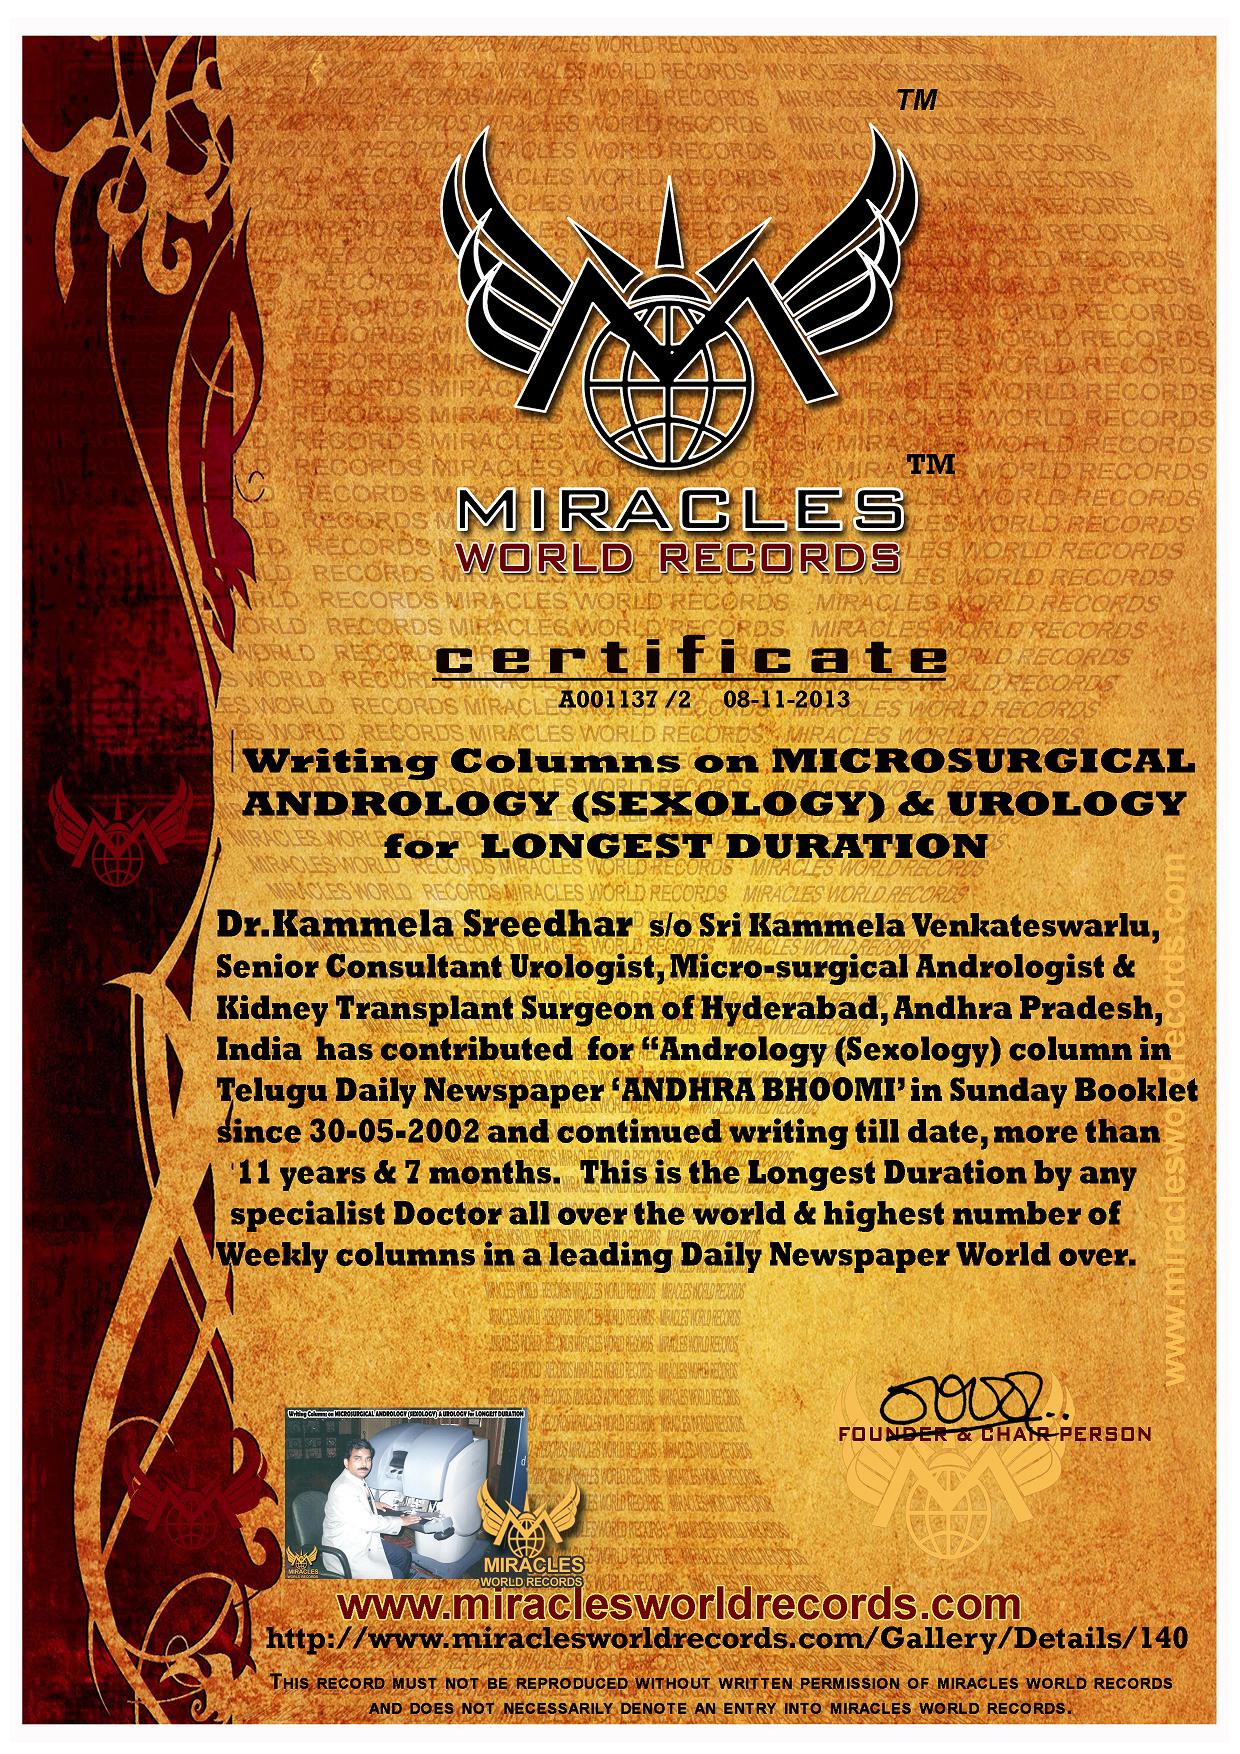 TM
TM
MIRACLES
WORLD RECORDS
certificate
A001137 /2 08-11-2013
Writing Columns on MICROSURGICAL
ANDROLOGY (SEXOLOGY) & UROLOGY
for LONGEST DURATION
Dr.Kammela Sreedhar s/o Sri Kammela Venkateswarlu,
Senior Consultant Urologist, Micro-surgical Andrologist &
Kidney Transplant Surgeon of Hyderabad, Andhra Pradesh,
India has contributed for “Andrology (Sexology) column in
Telugu Daily Newspaper ‘ANDHRA BHOOMI’ in Sunday Booklet
since 30-05-2002 and continued writing till date, more than
11 years & 7 months. This is the Longest Duration by any
specialist Doctor all over the world & highest number of
Weekly columns in a leading Daily Newspaper World over.
www.miraclesworldrecords.com
FOUNDER & CHAIR PERSON
Writing Columns on MICROSURGICAL ANDROLOGY (SEXOLOGY) & UROLOGY for LONGEST DURATION
MIRACLES
WORLD RECORDS
www.miraclesworldrecords.com
http://www.miraclesworldrecords.com/Gallery/Details/140
THIS RECORD MUST NOT BE REPRODUCED WITHOUT WRITTEN PERMISSION OF MIRACLES WORLD RECORDS
AND DOES NOT NECESSARILY DENOTE AN ENTRY INTO MIRACLES WORLD RECORDS.